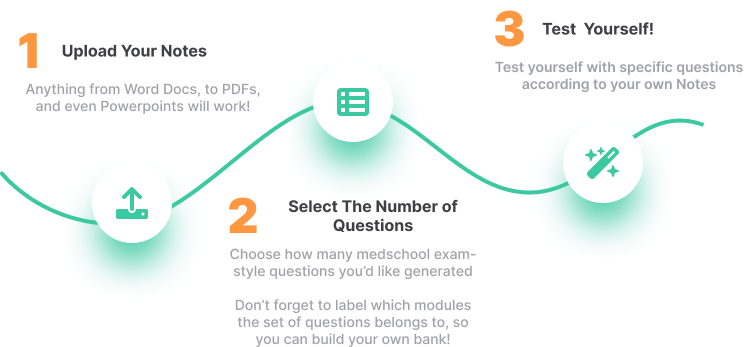 1 Upload Your Notes
Anything from Word Docs, to PDFs,
and even Powerpoints will work!
2 Select The Number of
Questions
Choose how many medschool exam-
style questions you’d like generated
Don’t forget to label which modules
the set of questions belongs to, so
you can build your own bank!
3 Test Yourself!
Test yourself with specific questions
according to your own Notes